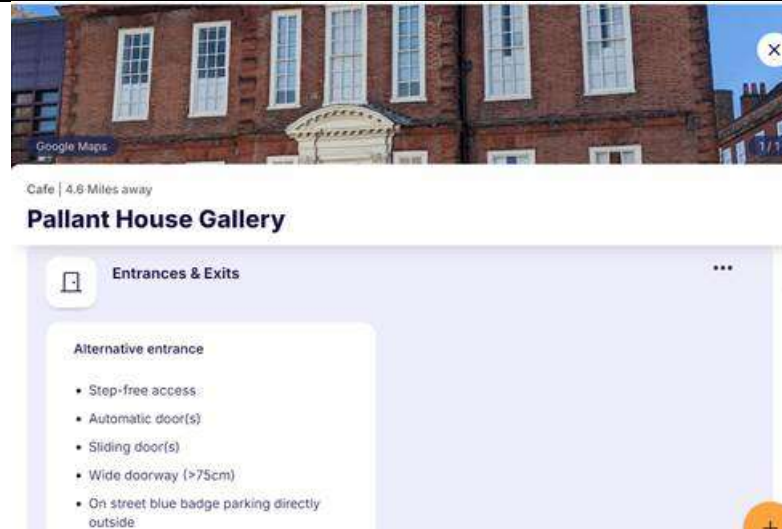 Google Maps
1/1
Cafe | 4.6 Miles away
Pallant House Gallery
Entrances & Exits
Alternative entrance
• Step-free access
• Automatic door(s)
• Sliding door(s)
• Wide doorway (>75cm)
• On street blue badge parking directly
outside